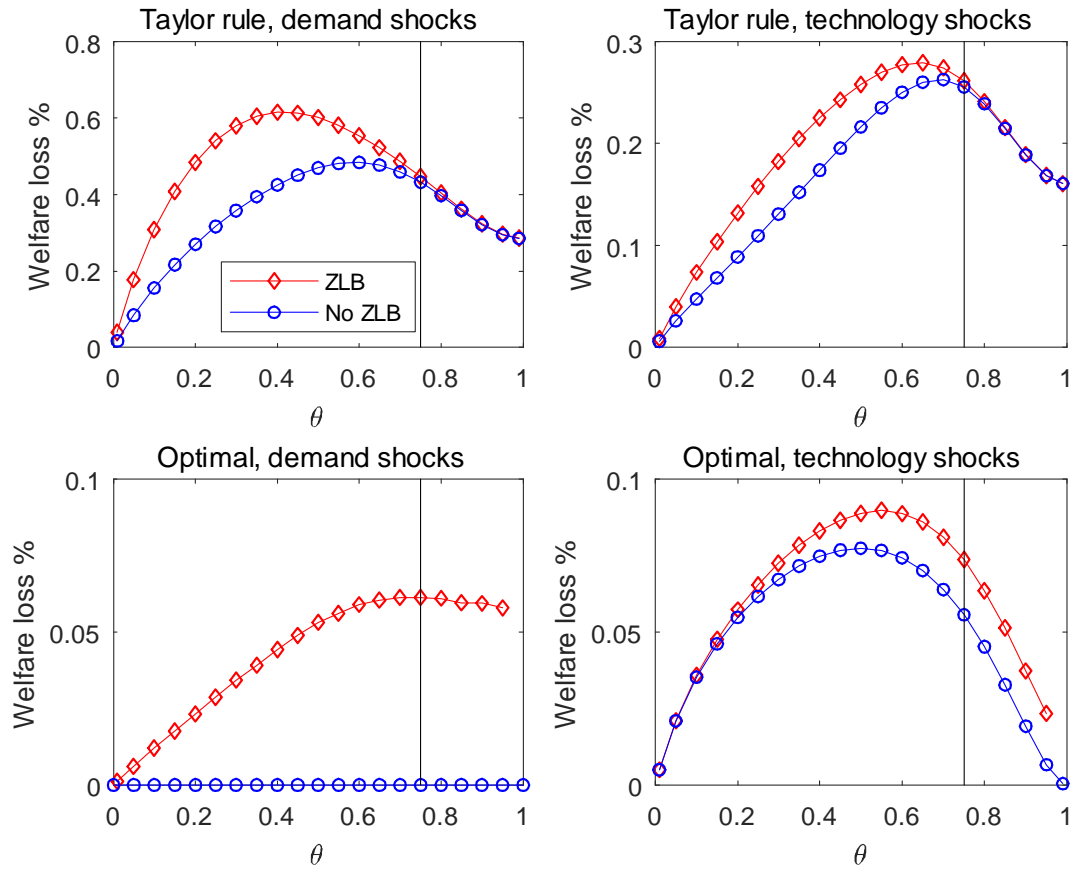 Taylor rule, demand shocks
Welfare loss %
0.8
0.6
0.4
0.2
0
0 0.2 0.4 0.6 0.8 1
θ
ZLB
No ZLB
Taylor rule, technology shocks
Welfare loss %
0.3
0.2
0.1
0
0 0.2 0.4 0.6 0.8 1
θ
Optimal, demand shocks
Welfare loss %
0.1
0.05
0
0 0.2 0.4 0.6 0.8 1
θ
Optimal, technology shocks
Welfare loss %
0.1
0.05
0
0 0.2 0.4 0.6 0.8 1
θ